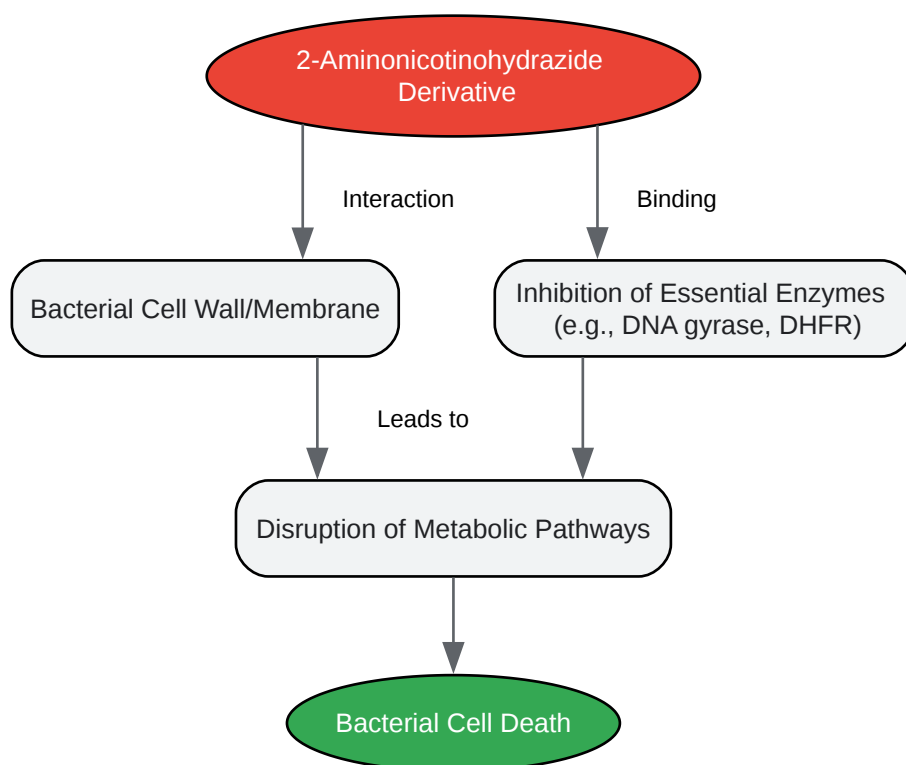 2-Aminonicotinohydrazide
Derivative
Interaction
Binding
Bacterial Cell Wall/Membrane
Inhibition of Essential Enzymes
(e.g., DNA gyrase, DHFR)
Leads to
Disruption of Metabolic Pathways
Bacterial Cell Death